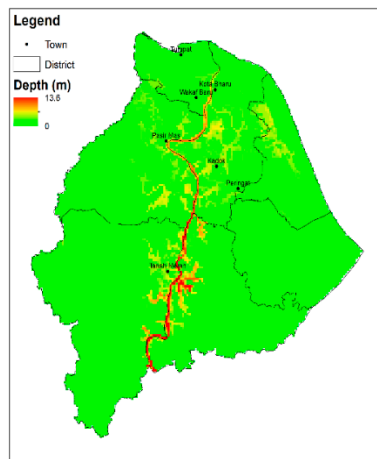 Legend
Town
District
Depth (m)
13.6
0
Tumpat
Kota Bharu
Wakaf Baru
Pasir Mas
Kadok
Peringat
Tanah Merah